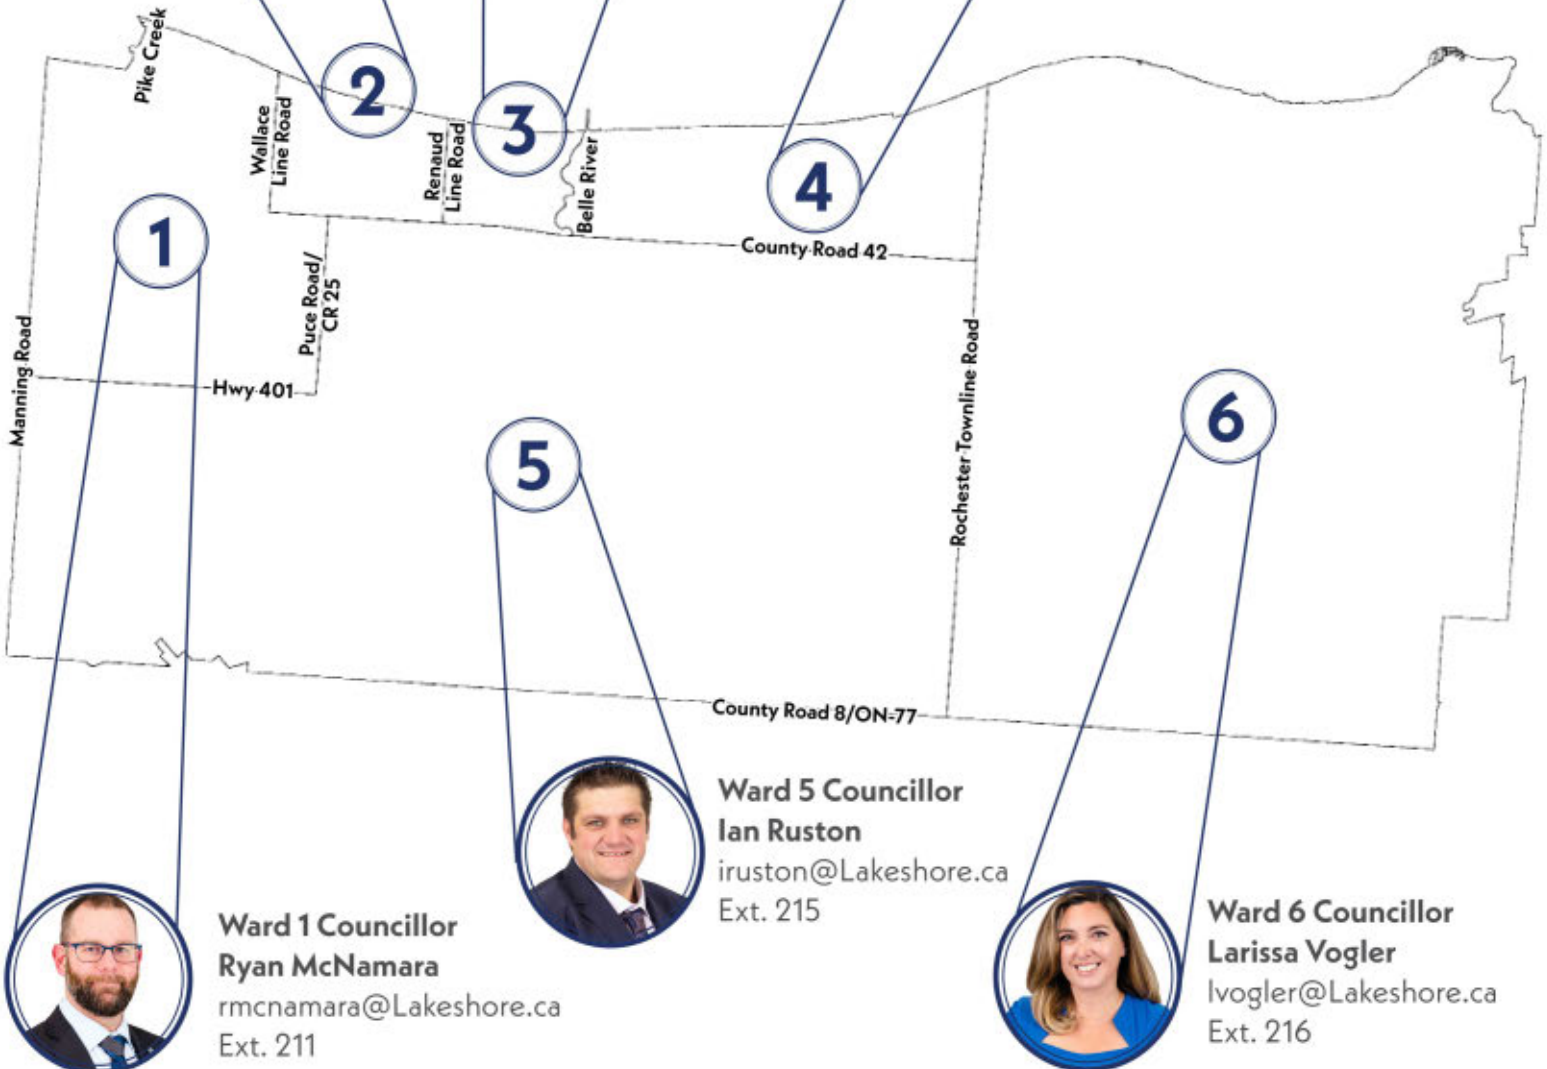 Pike Creek
2
3
Wallace
Line Road
Renaud
Line Road
Belle River
4
1
County Road 42
Puce Road/
CR 25
Manning Road
Hwy 401
Rochester Townline Road
6
5
County Road 8/ON-77
Ward 5 Councillor
Ian Ruston
iruston@Lakeshore.ca
Ext. 215
Ward 1 Councillor
Ryan McNamara
rmcnamara@Lakeshore.ca
Ext. 211
Ward 6 Councillor
Larissa Vogler
lvogler@Lakeshore.ca
Ext. 216